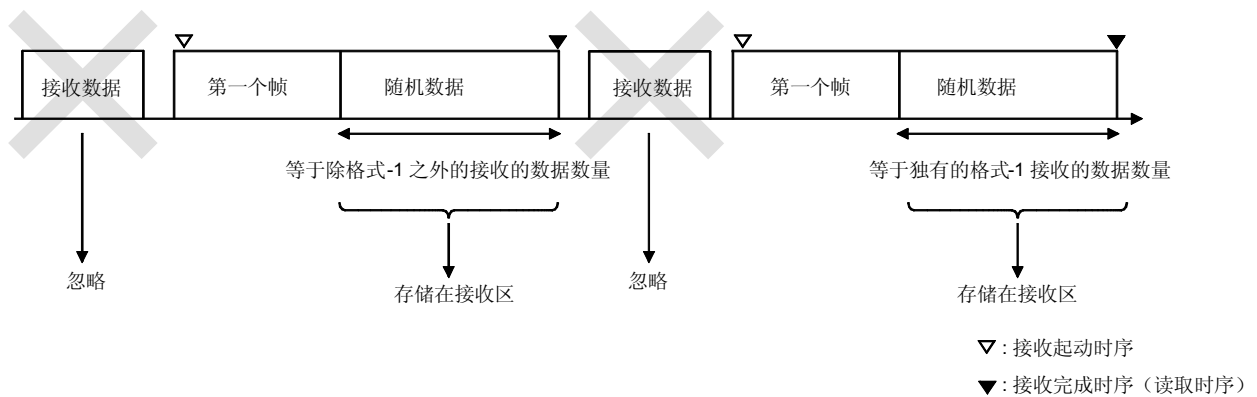 接收数据
第一个帧
随机数据
接收数据
第一个帧
随机数据
等于除格式-1 之外的接收的数据数量
等于独有的格式-1 接收的数据数量
忽略
存储在接收区
忽略
存储在接收区
▽ : 接收起动时序
▼ : 接收完成时序（读取时序）